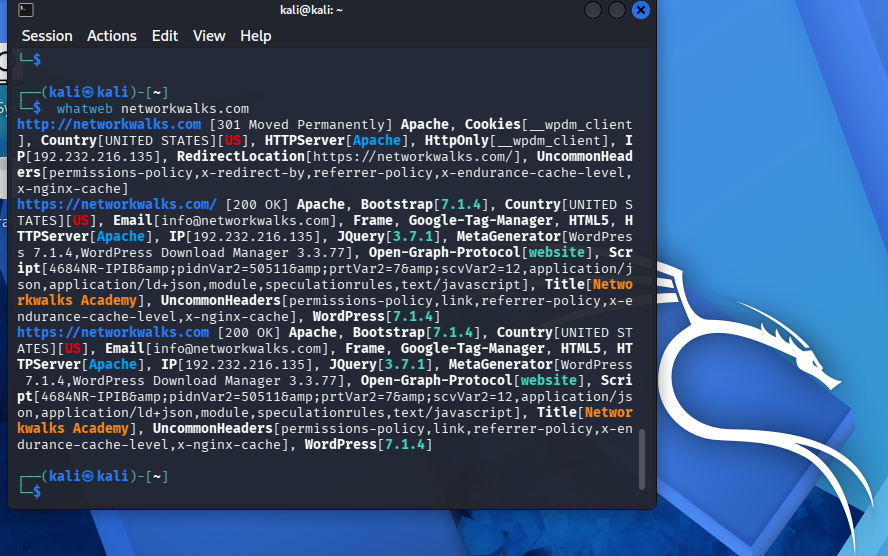 kali@kali: ~
Session Actions Edit View Help
└─$
┌──(kali㉿kali)-[~]
└─$ whatweb networkwalks.com
http://networkwalks.com [301 Moved Permanently] Apache, Cookies[__wpdm_client
], Country[UNITED STATES][US], HTTPServer[Apache], HttpOnly[__wpdm_client], I
P[192.232.216.135], RedirectLocation[https://networkwalks.com/], UncommonHead
ers[permissions-policy,x-redirect-by,referrer-policy,x-endurance-cache-level,
x-nginx-cache]
https://networkwalks.com/ [200 OK] Apache, Bootstrap[7.1.4], Country[UNITED S
TATES][US], Email[info@networkwalks.com], Frame, Google-Tag-Manager, HTML5, H
TTPServer[Apache], IP[192.232.216.135], JQuery[3.7.1], MetaGenerator[WordPres
s 7.1.4,WordPress Download Manager 3.3.77], Open-Graph-Protocol[website], Scr
ipt[4684NR-IPIB&amp;pidnVar2=50511&amp;prtVar2=7&amp;scvVar2=12,application/j
son,application/ld+json,module,speculationrules,text/javascript], Title[Netwo
rkwalks Academy], UncommonHeaders[permissions-policy,link,referrer-policy,x-e
ndurance-cache-level,x-nginx-cache], WordPress[7.1.4]
https://networkwalks.com [200 OK] Apache, Bootstrap[7.1.4], Country[UNITED ST
ATES][US], Email[info@networkwalks.com], Frame, Google-Tag-Manager, HTML5, HT
TPServer[Apache], IP[192.232.216.135], JQuery[3.7.1], MetaGenerator[WordPress
7.1.4,WordPress Download Manager 3.3.77], Open-Graph-Protocol[website], Scri
pt[4684NR-IPIB&amp;pidnVar2=50511&amp;prtVar2=7&amp;scvVar2=12,application/js
on,application/ld+json,module,speculationrules,text/javascript], Title[Networ
kwalks Academy], UncommonHeaders[permissions-policy,link,referrer-policy,x-en
durance-cache-level,x-nginx-cache], WordPress[7.1.4]
┌──(kali㉿kali)-[~]
└─$